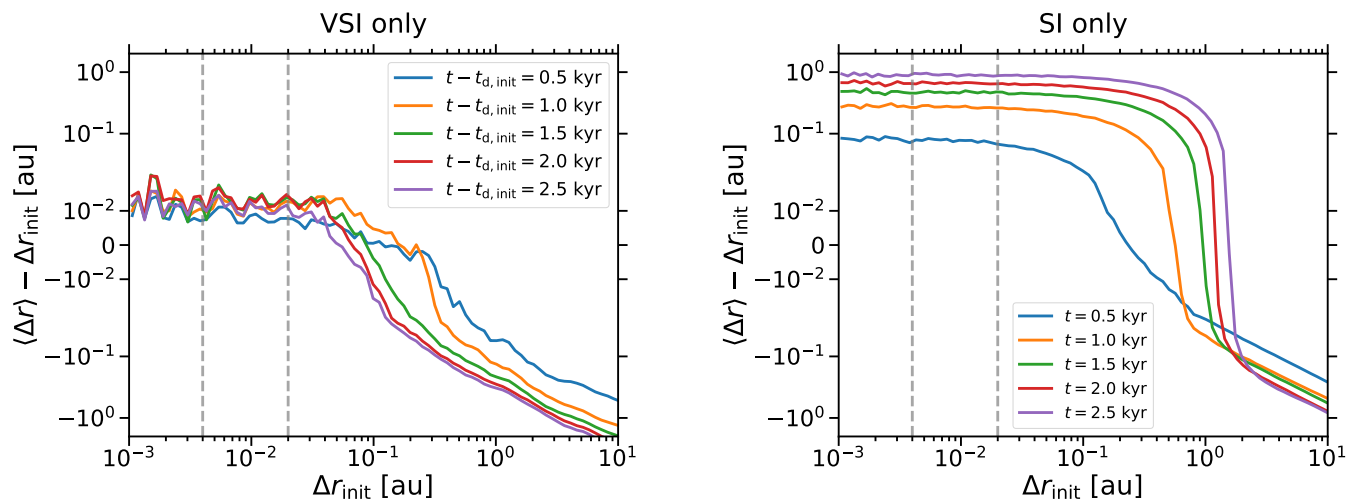 VSI only
⟨Δr⟩ − Δr_init [au]
10^0
10^-1
10^-2
0
-10^-2
-10^-1
-10^0
t − t_d, init = 0.5 kyr
t − t_d, init = 1.0 kyr
t − t_d, init = 1.5 kyr
t − t_d, init = 2.0 kyr
t − t_d, init = 2.5 kyr
10^-3 10^-2 10^-1 10^0 10^1
Δr_init [au]
SI only
⟨Δr⟩ − Δr_init [au]
10^0
10^-1
10^-2
0
-10^-2
-10^-1
-10^0
t = 0.5 kyr
t = 1.0 kyr
t = 1.5 kyr
t = 2.0 kyr
t = 2.5 kyr
10^-3 10^-2 10^-1 10^0 10^1
Δr_init [au]